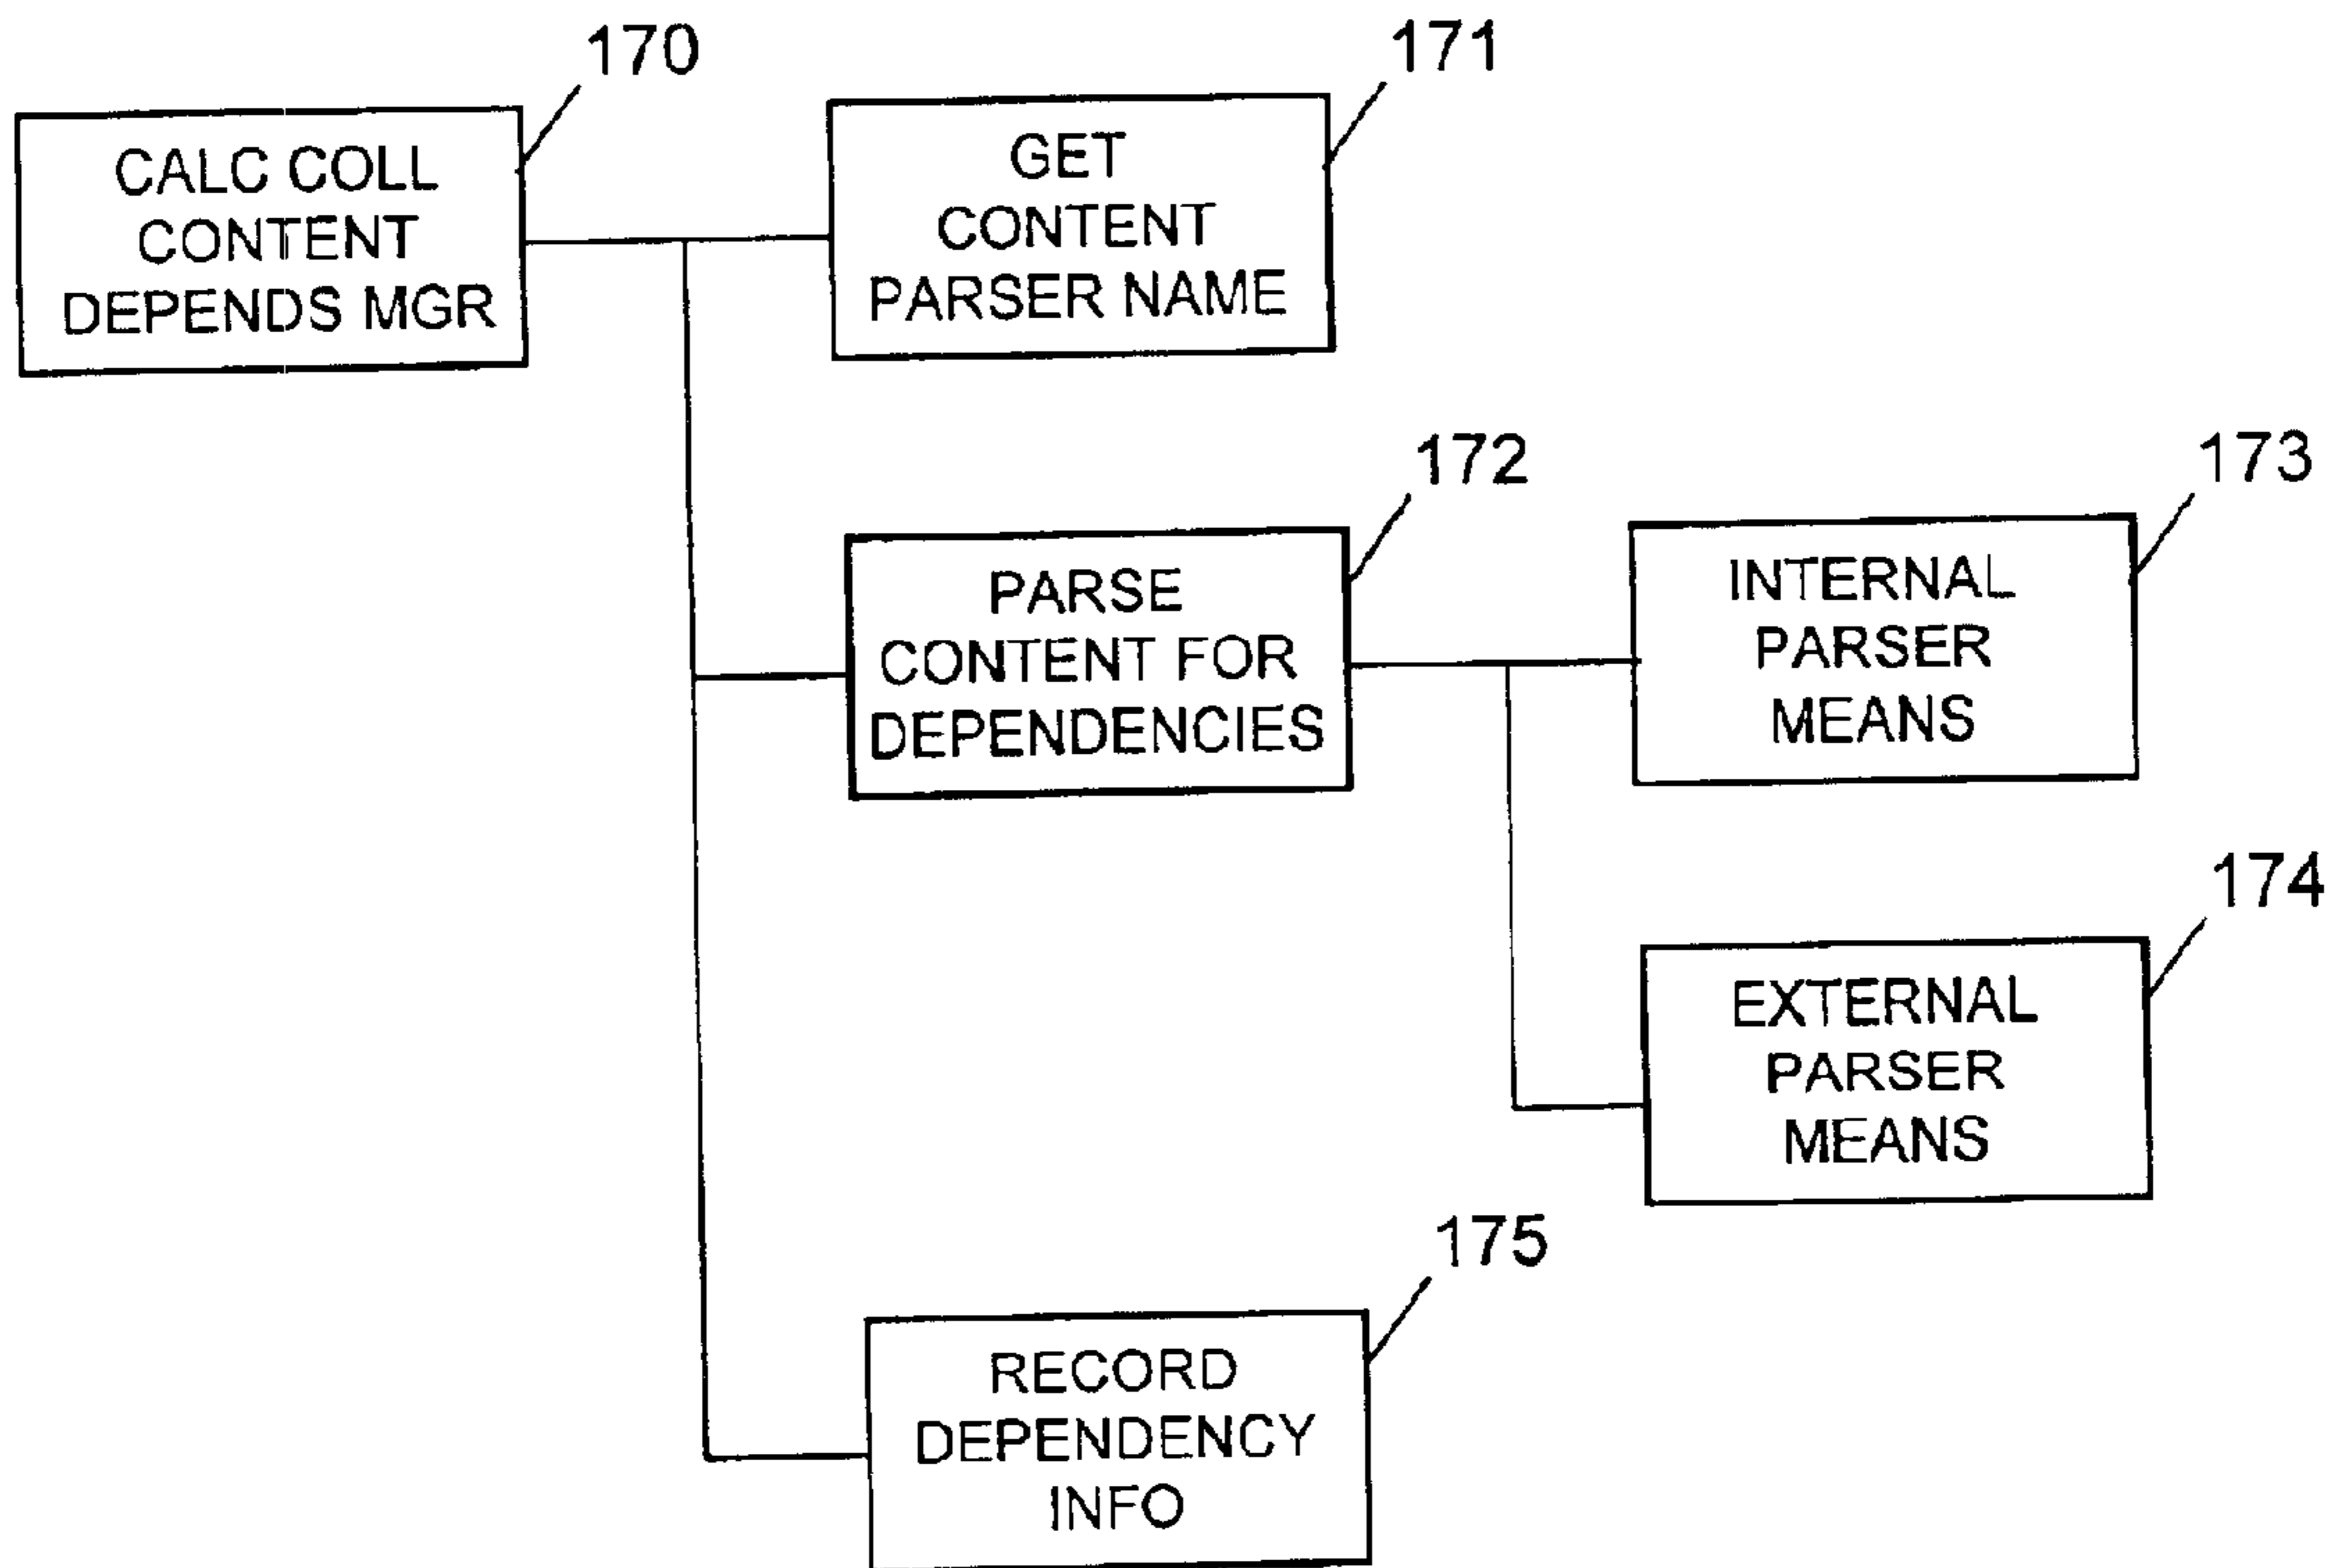 170
CALC COLL
CONTENT
DEPENDS MGR
171
GET
CONTENT
PARSER NAME
172
PARSE
CONTENT FOR
DEPENDENCIES
173
INTERNAL
PARSER
MEANS
174
EXTERNAL
PARSER
MEANS
175
RECORD
DEPENDENCY
INFO